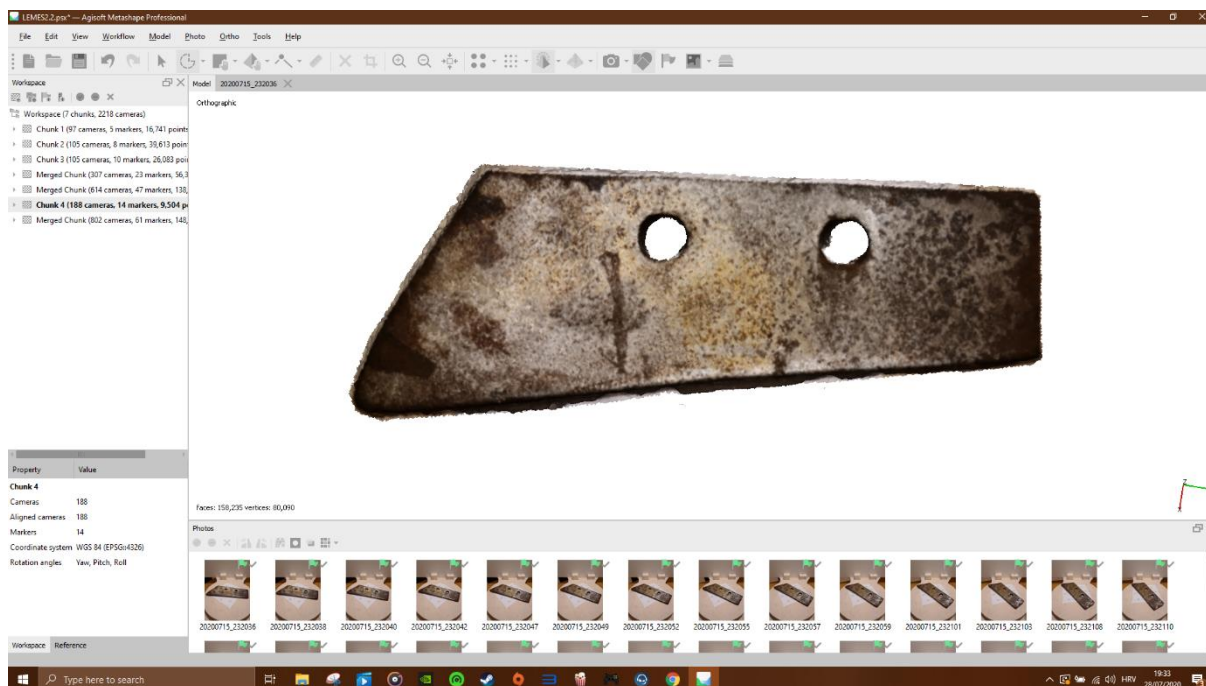 LEMES2.2.psx* — Agisoft Metashape Professional
File Edit View Workflow Model Photo Ortho Tools Help
Workspace
Model 20200715_232036
Orthographic
Workspace (7 chunks, 2218 cameras)
Chunk 1 (97 cameras, 5 markers, 16,741 points
Chunk 2 (105 cameras, 8 markers, 39,613 poin
Chunk 3 (105 cameras, 10 markers, 26,083 poi
Merged Chunk (307 cameras, 23 markers, 56,3
Merged Chunk (614 cameras, 47 markers, 138,
Chunk 4 (188 cameras, 14 markers, 9,504 p
Merged Chunk (802 cameras, 61 markers, 148,
Property Value
Chunk 4
Cameras 188
Aligned cameras 188
Markers 14
Coordinate system WGS 84 (EPSG::4326)
Rotation angles Yaw, Pitch, Roll
Faces: 158,235 vertices: 80,090
Photos
20200715_232036 20200715_232038 20200715_232040 20200715_232042 20200715_232047 20200715_232049 20200715_232052 20200715_232055 20200715_232057 20200715_232059 20200715_232101 20200715_232103 20200715_232108 20200715_232110
Workspace Reference
Type here to search
HRV
19:33
28/07/2020